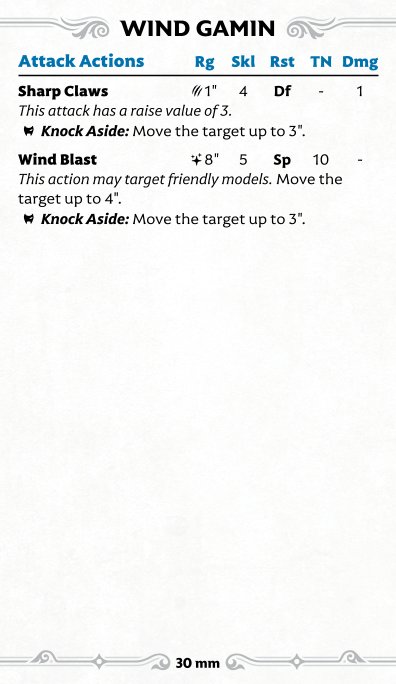 WIND GAMIN
Attack Actions Rg Skl Rst TN Dmg
Sharp Claws 1" 4 Df - 1
This attack has a raise value of 3.
Knock Aside: Move the target up to 3".
Wind Blast 8" 5 Sp 10 -
This action may target friendly models. Move the
target up to 4".
Knock Aside: Move the target up to 3".
30 mm